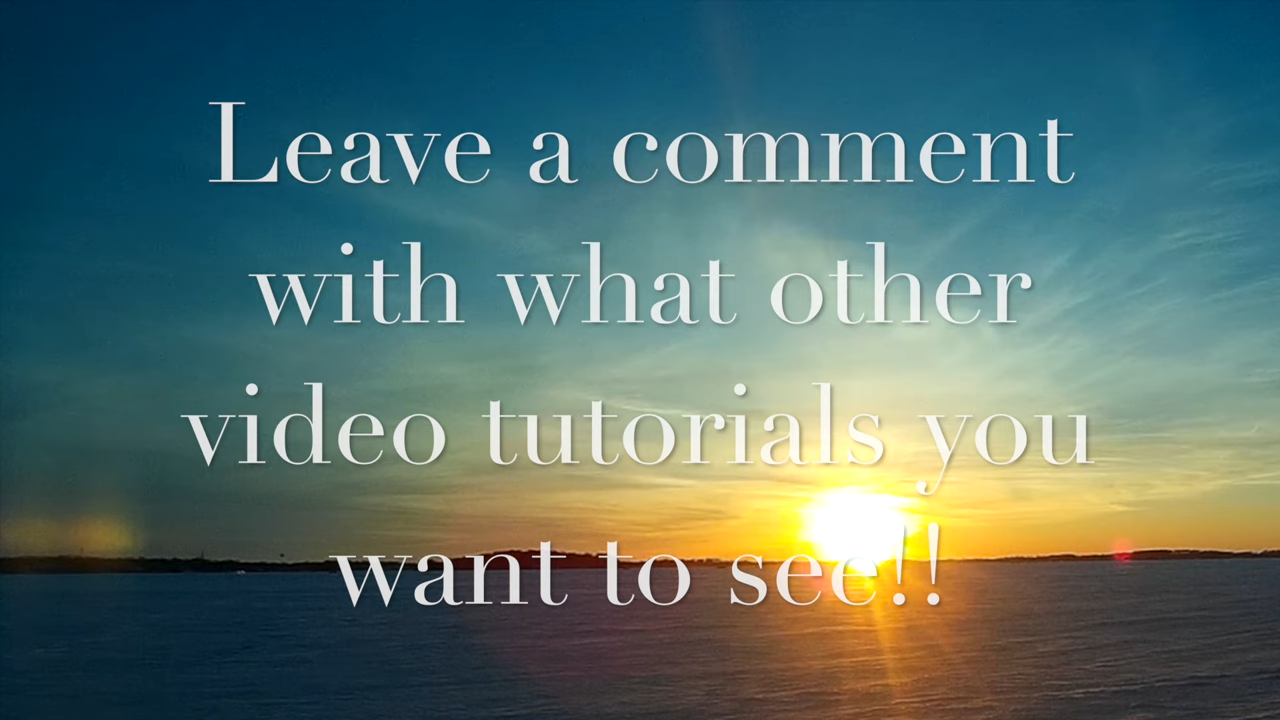 Leave a comment
with what other
video tutorials you
want to see!!